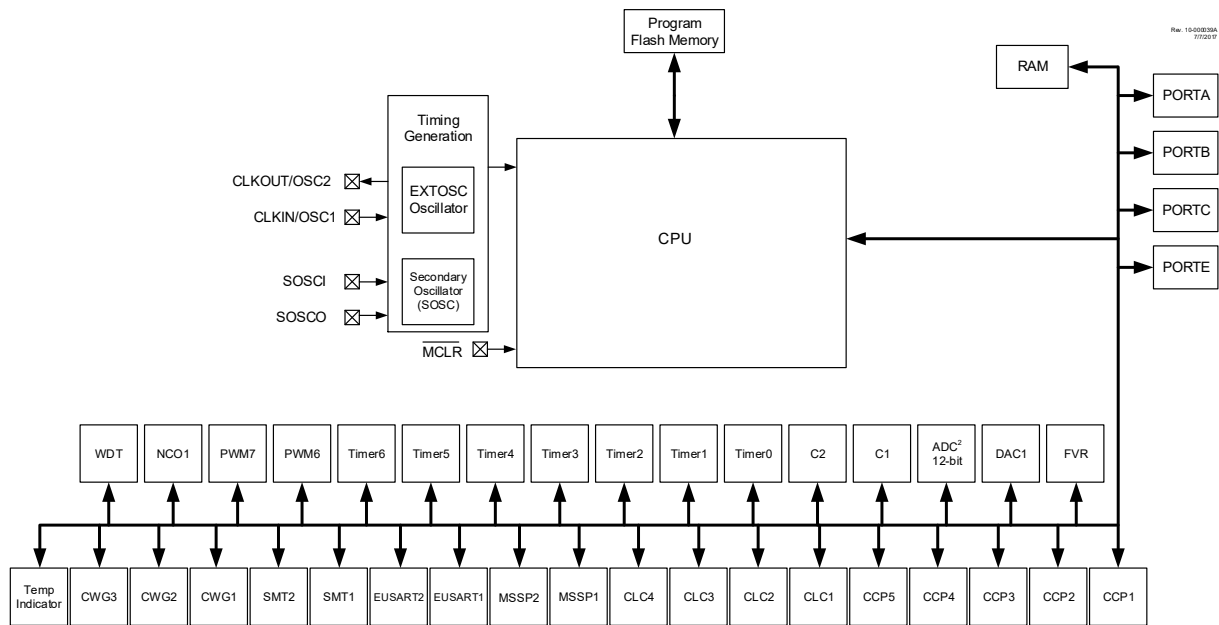 Program
Flash Memory
Rev. 10-000039A
7/7/2017
RAM
PORTA
Timing
Generation
PORTB
CLKOUT/OSC2
EXTOSC
Oscillator
CLKIN/OSC1
PORTC
CPU
PORTE
SOSCI
Secondary
Oscillator
(SOSC)
SOSCO
MCLR
WDT
NCO1
PWM7
PWM6
Timer6
Timer5
Timer4
Timer3
Timer2
Timer1
Timer0
C2
C1
ADC²
12-bit
DAC1
FVR
Temp
Indicator
CWG3
CWG2
CWG1
SMT2
SMT1
EUSART2
EUSART1
MSSP2
MSSP1
CLC4
CLC3
CLC2
CLC1
CCP5
CCP4
CCP3
CCP2
CCP1